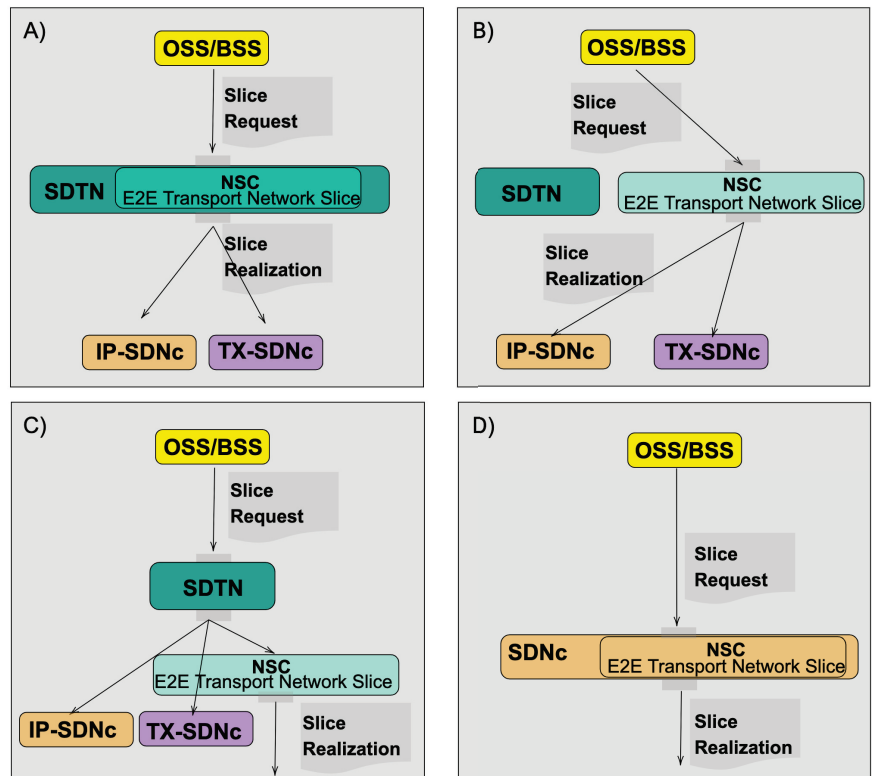 A)
OSS/BSS
Slice
Request
SDTN
NSC
E2E Transport Network Slice
Slice
Realization
IP-SDNc
TX-SDNc
B)
OSS/BSS
Slice
Request
SDTN
NSC
E2E Transport Network Slice
Slice
Realization
IP-SDNc
TX-SDNc
C)
OSS/BSS
Slice
Request
SDTN
NSC
E2E Transport Network Slice
IP-SDNc
TX-SDNc
Slice
Realization
D)
OSS/BSS
Slice
Request
SDNc
NSC
E2E Transport Network Slice
Slice
Realization